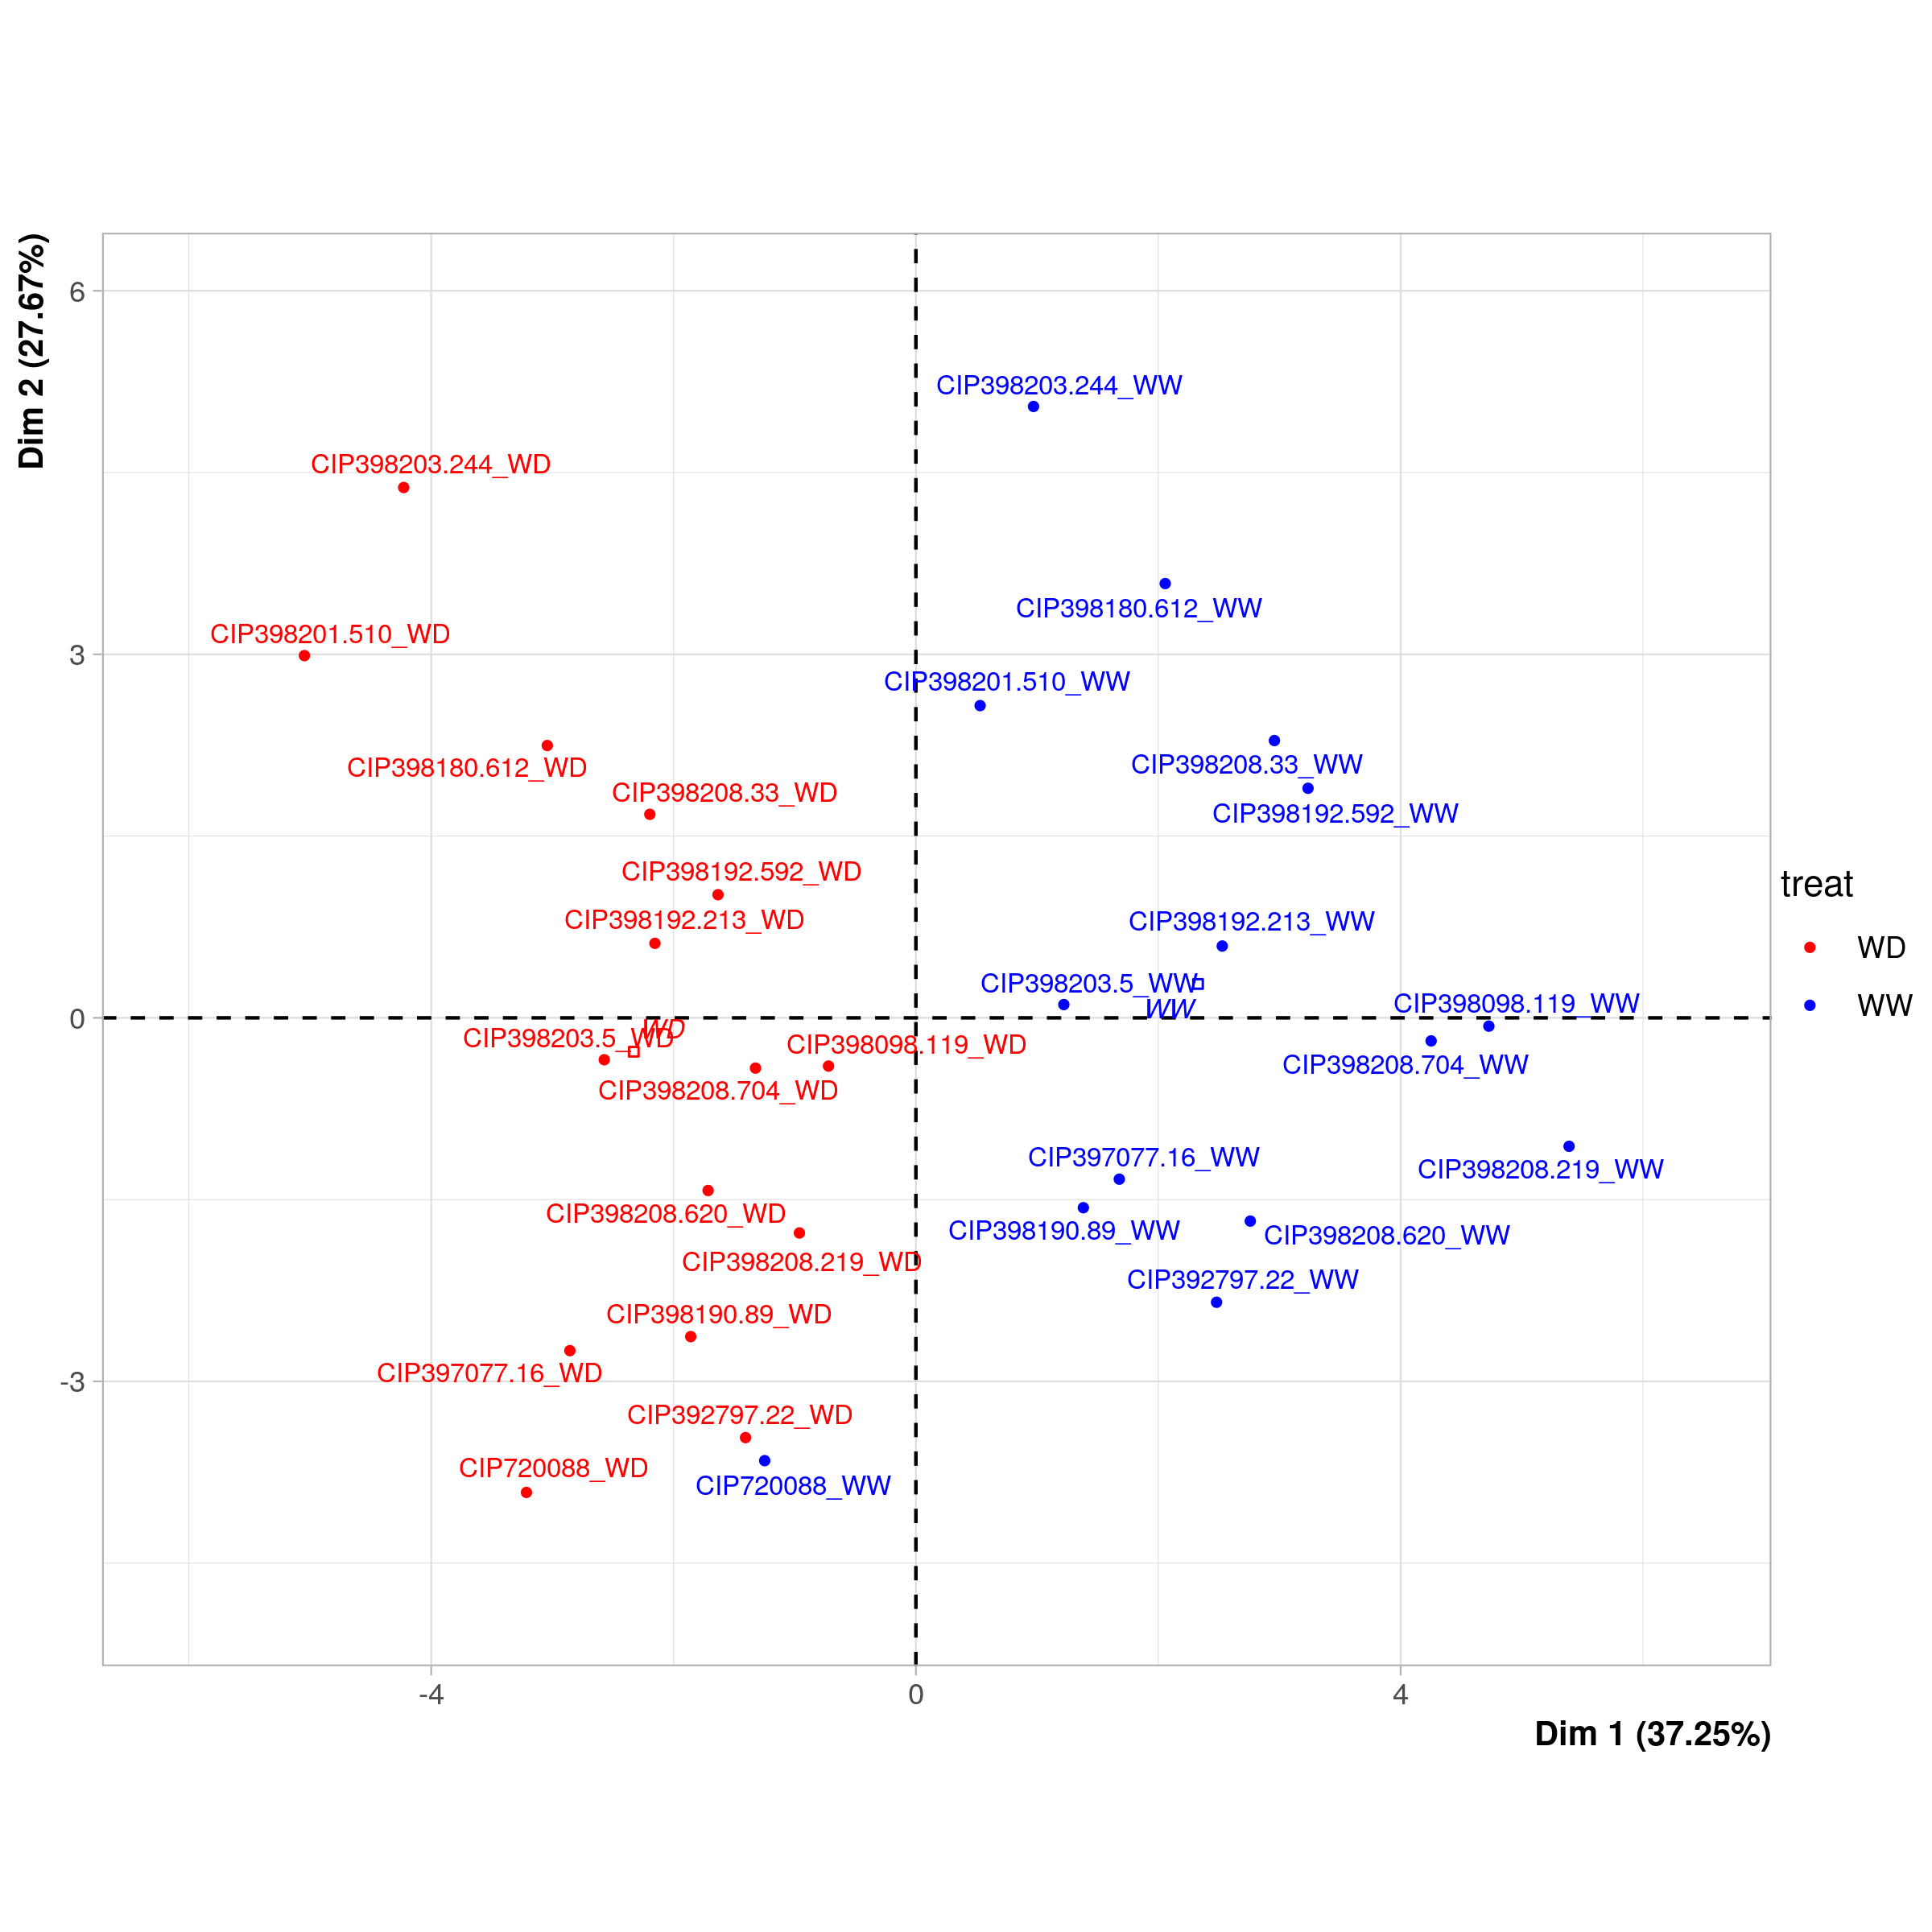 Dim 2 (27.67%)
6
3
0
-3
CIP398203.244_WW
CIP398203.244_WD
CIP398180.612_WW
CIP398201.510_WD
CIP398201.510_WW
CIP398180.612_WD
CIP398208.33_WW
CIP398208.33_WD
CIP398192.592_WW
CIP398192.592_WD
CIP398192.213_WD
CIP398192.213_WW
CIP398203.5_WW
WW
CIP398098.119_WW
WD
CIP398203.5_WD
CIP398098.119_WD
CIP398208.704_WW
CIP398208.704_WD
CIP397077.16_WW
CIP398208.219_WW
CIP398208.620_WD
CIP398190.89_WW
CIP398208.620_WW
CIP398208.219_WD
CIP392797.22_WW
CIP398190.89_WD
CIP397077.16_WD
CIP392797.22_WD
CIP720088_WD
CIP720088_WW
treat
WD
WW
-4
0
4
Dim 1 (37.25%)